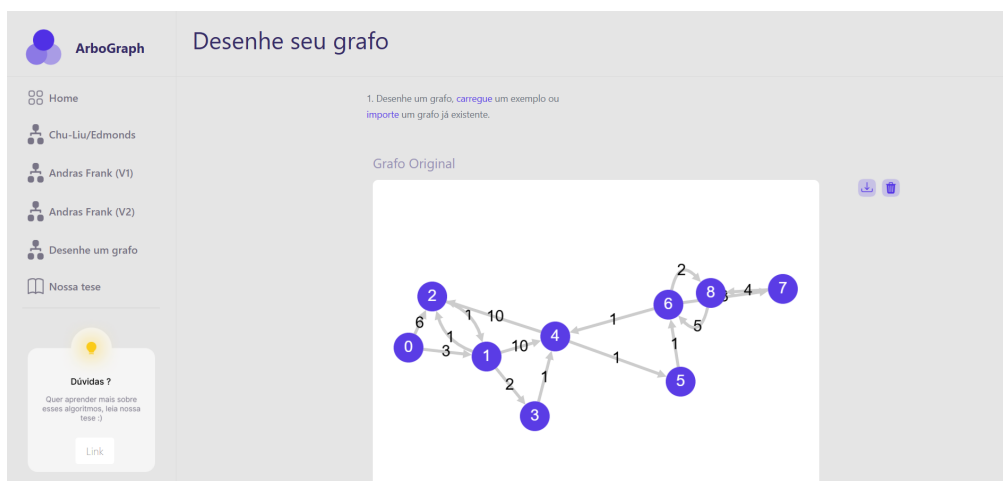 ArboGraph
Desenhe seu grafo
Home
Chu-Liu/Edmonds
Andras Frank (V1)
Andras Frank (V2)
Desenhe um grafo
Nossa tese
Dúvidas ?
Quer aprender mais sobre
esses algoritmos, leia nossa
tese :)
Link
1. Desenhe um grafo, carregue um exemplo ou
importe um grafo já existente.
Grafo Original
2
6
8
4
7
2
1
10
6
1
4
5
0
3
1
1
10
1
1
5
2
1
3